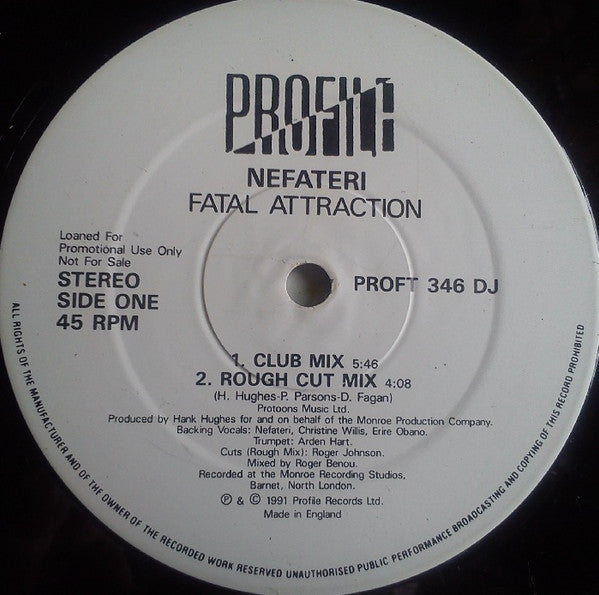 PROFILE
NEFATERI
FATAL ATTRACTION
Loaned For
Promotional Use Only
Not For Sale
STEREO
SIDE ONE
45 RPM
PROFT 346 DJ
1. CLUB MIX 5:46
2. ROUGH CUT MIX 4:08
(H. Hughes-P. Parsons-D. Fagan)
Protoons Music Ltd.
Produced by Hank Hughes for and on behalf of the Monroe Production Company.
Backing Vocals: Nefateri, Christine Willis, Erire Obano.
Trumpet: Arden Hart.
Cuts (Rough Mix): Roger Johnson.
Mixed by Roger Benou.
Recorded at the Monroe Recording Studios,
Barnet, North London.
℗ & © 1991 Profile Records Ltd.
Made in England
ALL RIGHTS OF THE MANUFACTURER AND OF THE OWNER OF THE RECORDED WORK RESERVED UNAUTHORISED PUBLIC PERFORMANCE BROADCASTING AND COPYING OF THIS RECORD PROHIBITED